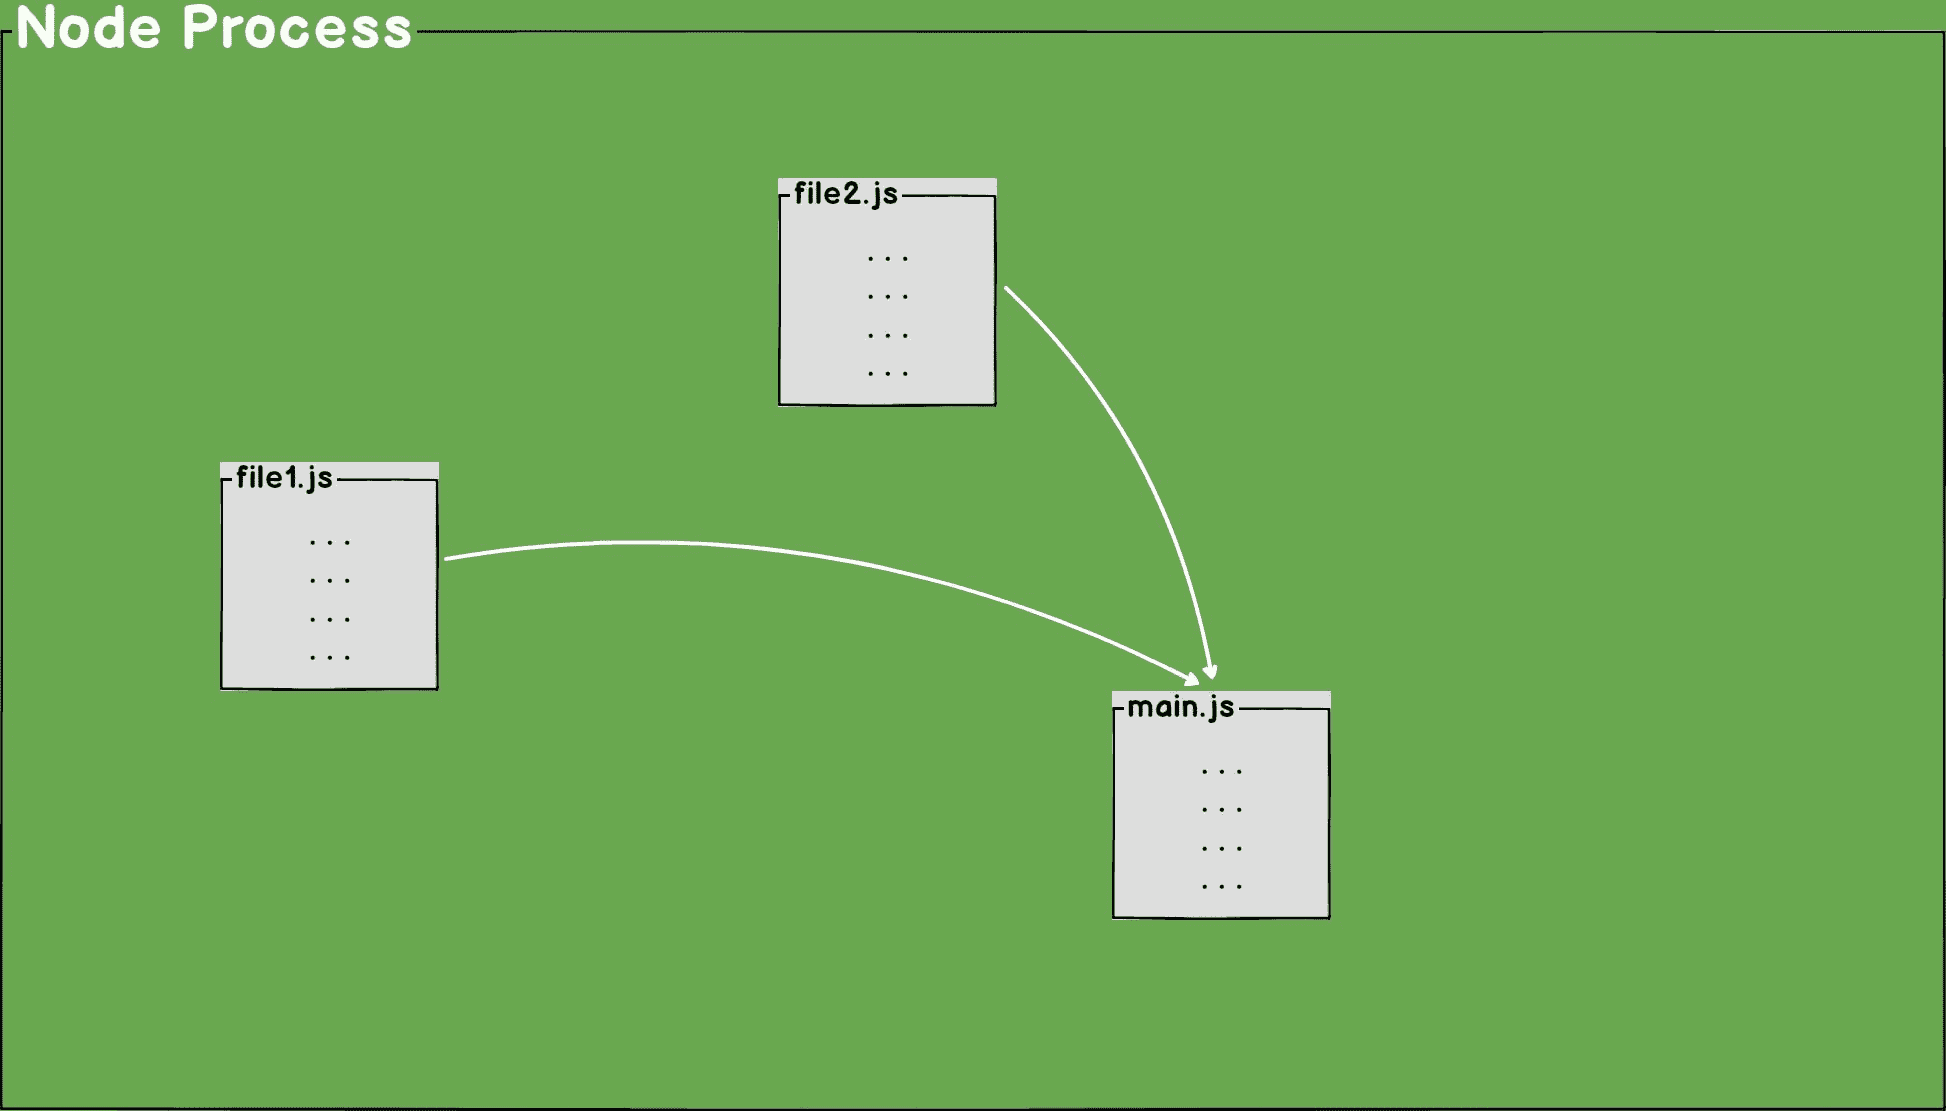 Node Process
file2.js
. . .
. . .
. . .
. . .
file1.js
. . .
. . .
. . .
. . .
main.js
. . .
. . .
. . .
. . .